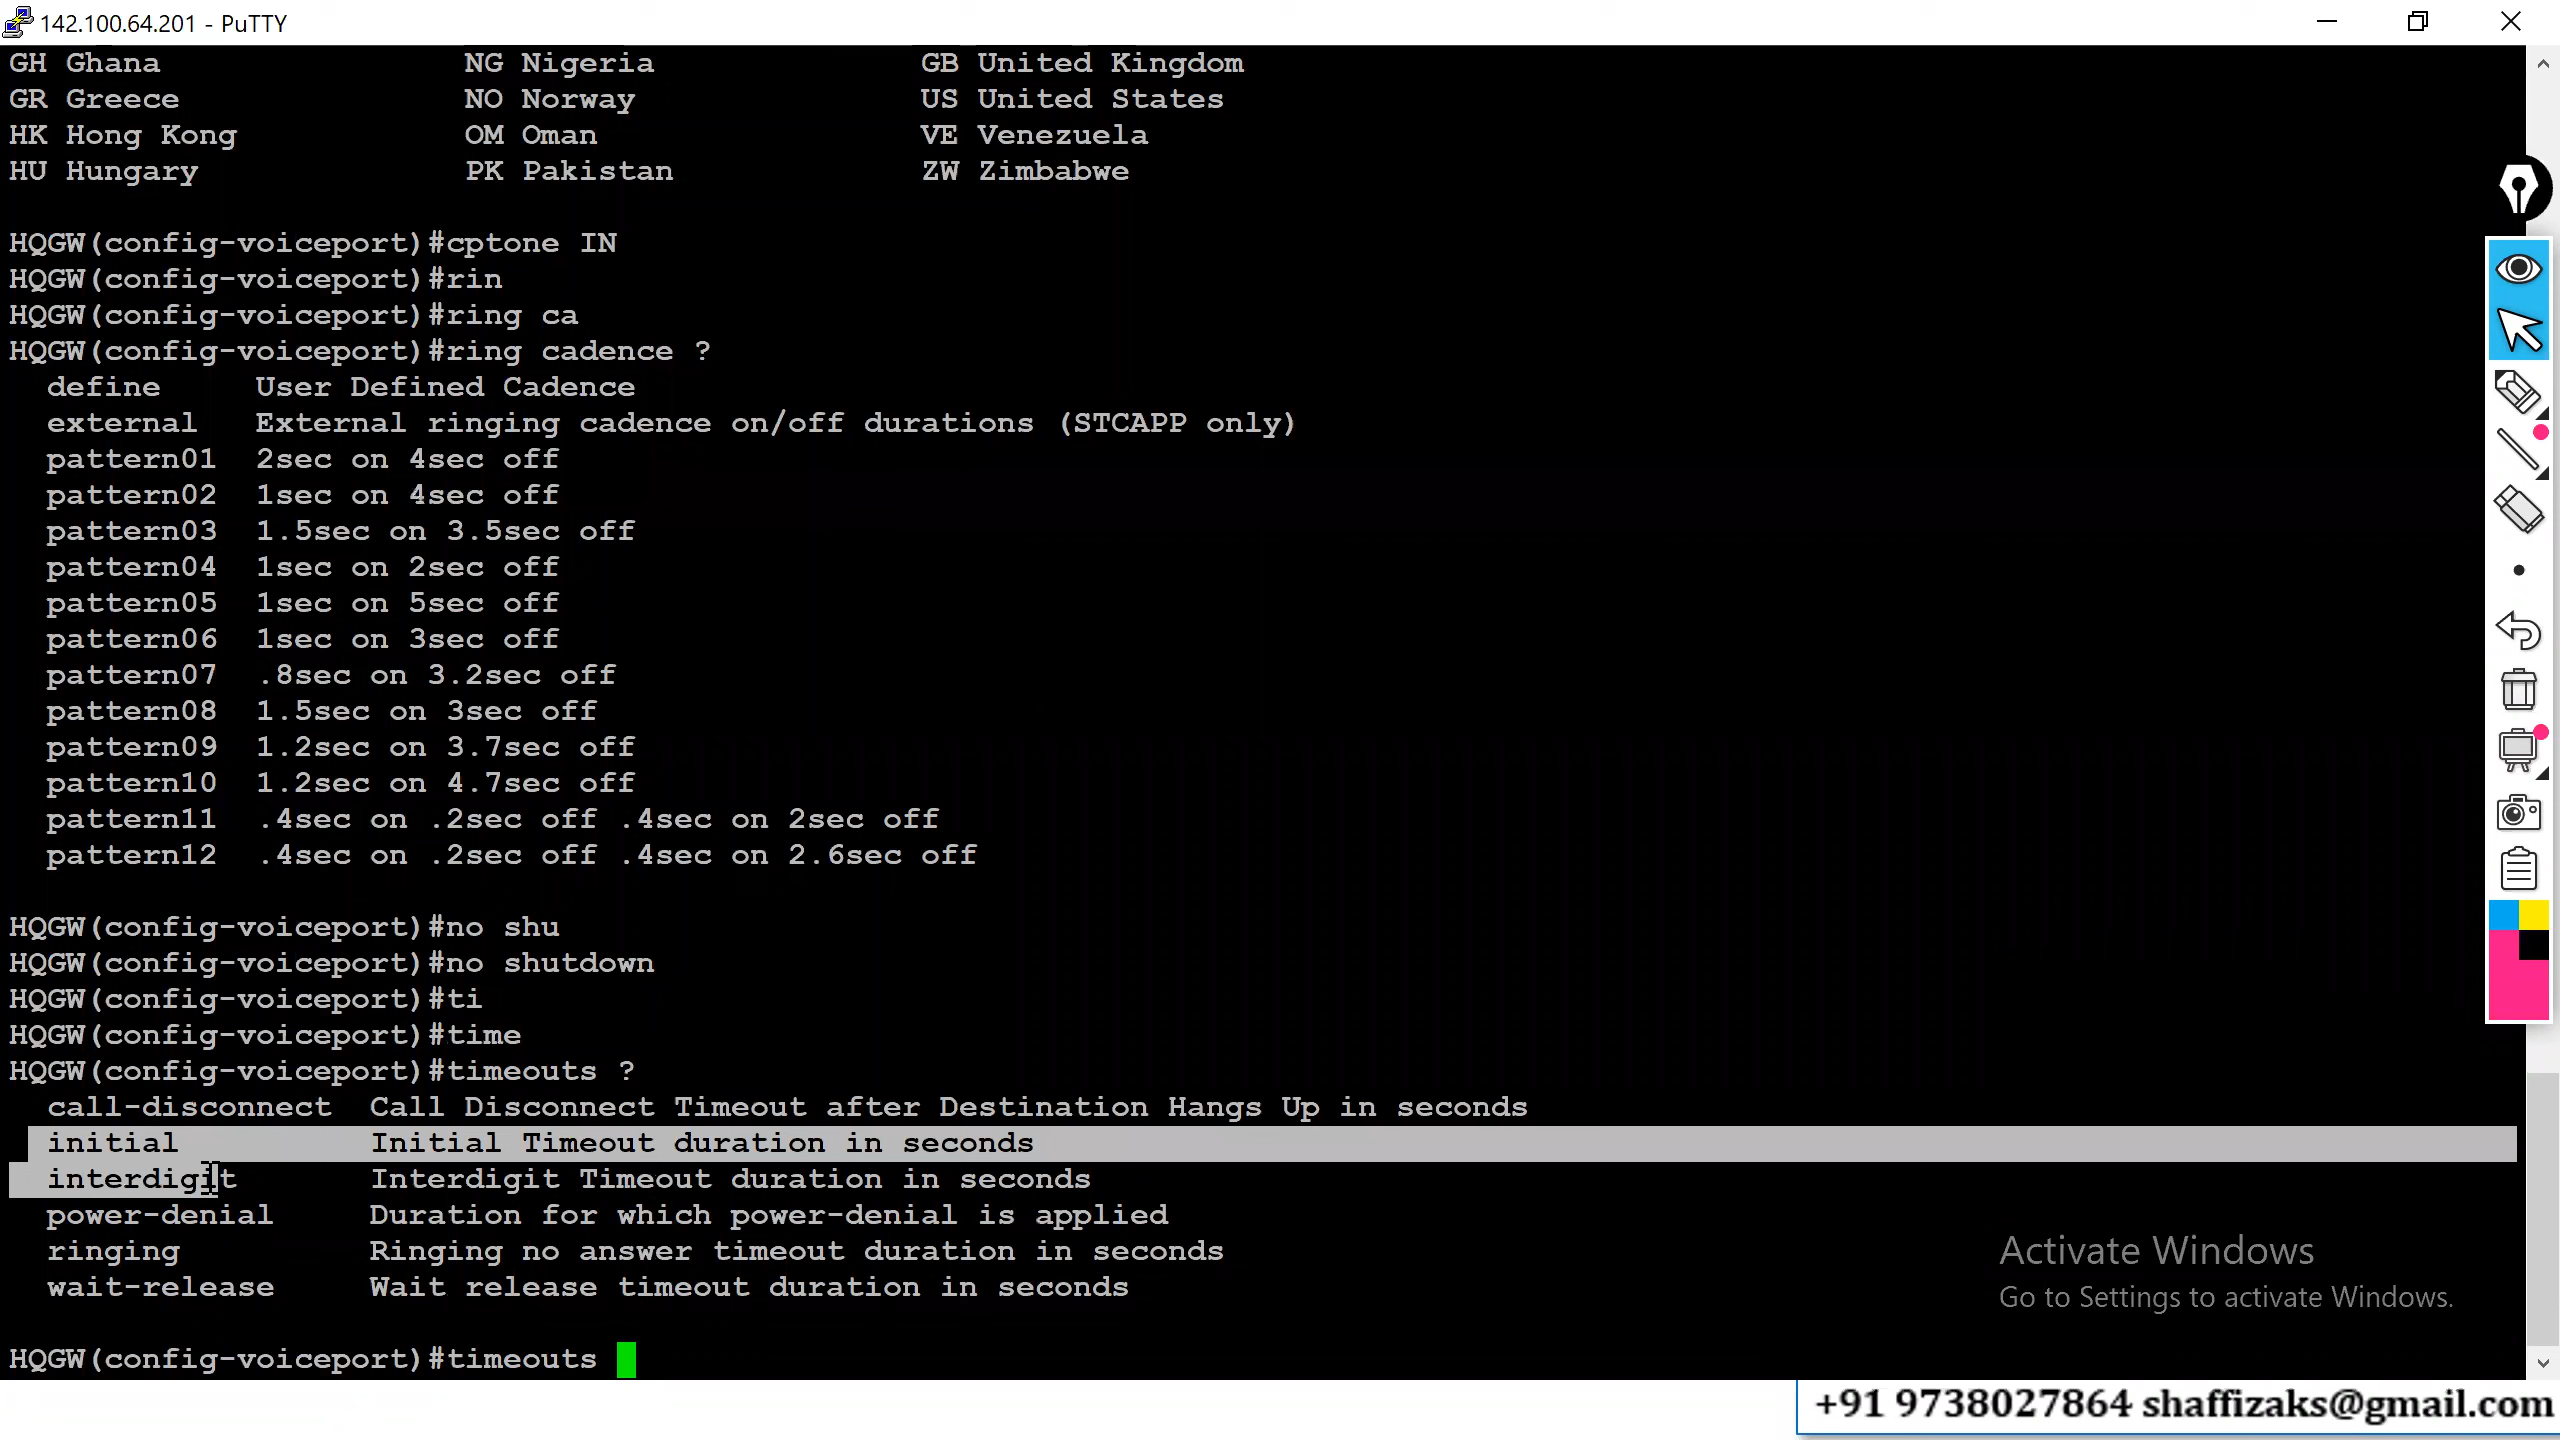 142.100.64.201 - PuTTY
GH Ghana NG Nigeria GB United Kingdom
GR Greece NO Norway US United States
HK Hong Kong OM Oman VE Venezuela
HU Hungary PK Pakistan ZW Zimbabwe
HQGW(config-voiceport)#cptone IN
HQGW(config-voiceport)#rin
HQGW(config-voiceport)#ring ca
HQGW(config-voiceport)#ring cadence ?
define User Defined Cadence
external External ringing cadence on/off durations (STCAPP only)
pattern01 2sec on 4sec off
pattern02 1sec on 4sec off
pattern03 1.5sec on 3.5sec off
pattern04 1sec on 2sec off
pattern05 1sec on 5sec off
pattern06 1sec on 3sec off
pattern07 .8sec on 3.2sec off
pattern08 1.5sec on 3sec off
pattern09 1.2sec on 3.7sec off
pattern10 1.2sec on 4.7sec off
pattern11 .4sec on .2sec off .4sec on 2sec off
pattern12 .4sec on .2sec off .4sec on 2.6sec off
HQGW(config-voiceport)#no shu
HQGW(config-voiceport)#no shutdown
HQGW(config-voiceport)#ti
HQGW(config-voiceport)#time
HQGW(config-voiceport)#timeouts ?
call-disconnect Call Disconnect Timeout after Destination Hangs Up in seconds
initial Initial Timeout duration in seconds
interdigit Interdigit Timeout duration in seconds
power-denial Duration for which power-denial is applied
ringing Ringing no answer timeout duration in seconds
wait-release Wait release timeout duration in seconds
Activate Windows
Go to Settings to activate Windows.
HQGW(config-voiceport)#timeouts
+91 9738027864 shaffizaks@gmail.com